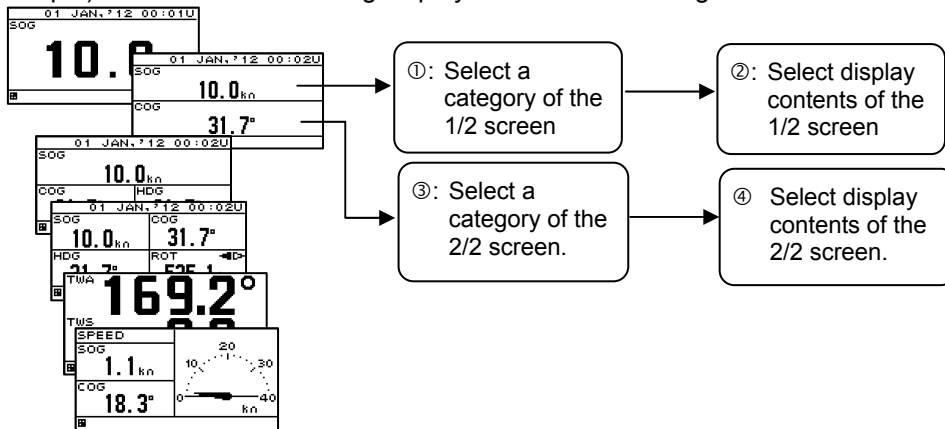 01 JAN,'12 00:01U
SOG
01 JAN,'12 00:02U
SOG
10.0kn
COG
31.7°
01 JAN,'12 00:02U
SOG
10.0kn
COG HDG
01 JAN,'12 00:02U
SOG COG
10.0kn 31.7°
HDG ROT
TWA
169.2°
TWS
SPEED
SOG
1.1kn
COG
18.3°
0 10 20 30 40
kn
①: Select a
category of the
1/2 screen
②: Select display
contents of the
1/2 screen
③: Select a
category of the
2/2 screen.
④ Select display
contents of the
2/2 screen.